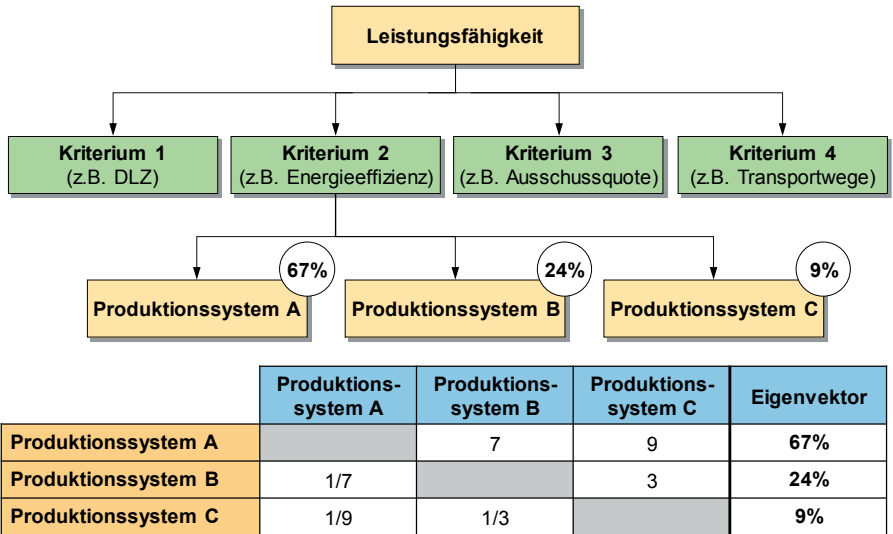 Leistungsfähigkeit
Kriterium 1
(z.B. DLZ)
Kriterium 2
(z.B. Energieeffizienz)
Kriterium 3
(z.B. Ausschussquote)
Kriterium 4
(z.B. Transportwege)
67%
Produktionssystem A
24%
Produktionssystem B
9%
Produktionssystem C
Produktions-
system A
Produktions-
system B
Produktions-
system C
Eigenvektor
Produktionssystem A
7
9
67%
Produktionssystem B
1/7
3
24%
Produktionssystem C
1/9
1/3
9%